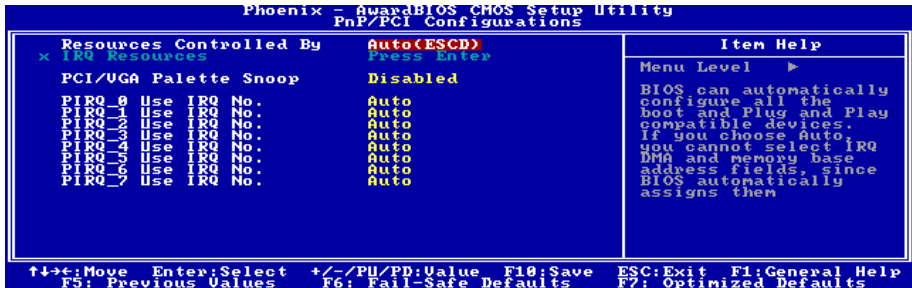 Phoenix - AwardBIOS CMOS Setup Utility
PnP/PCI Configurations
Resources Controlled By Auto(ESCD)
x IRQ Resources Press Enter
PCI/VGA Palette Snoop Disabled
PIRQ_0 Use IRQ No. Auto
PIRQ_1 Use IRQ No. Auto
PIRQ_2 Use IRQ No. Auto
PIRQ_3 Use IRQ No. Auto
PIRQ_4 Use IRQ No. Auto
PIRQ_5 Use IRQ No. Auto
PIRQ_6 Use IRQ No. Auto
PIRQ_7 Use IRQ No. Auto
Item Help
Menu Level ►
BIOS can automatically
configure all the
boot and Plug and Play
compatible devices.
If you choose Auto,
you cannot select IRQ
DMA and memory base
address fields, since
BIOS automatically
assigns them
↑↓→←:Move Enter:Select +/-/PU/PD:Value F10:Save ESC:Exit F1:General Help
F5: Previous Values F6: Fail-Safe Defaults F7: Optimized Defaults